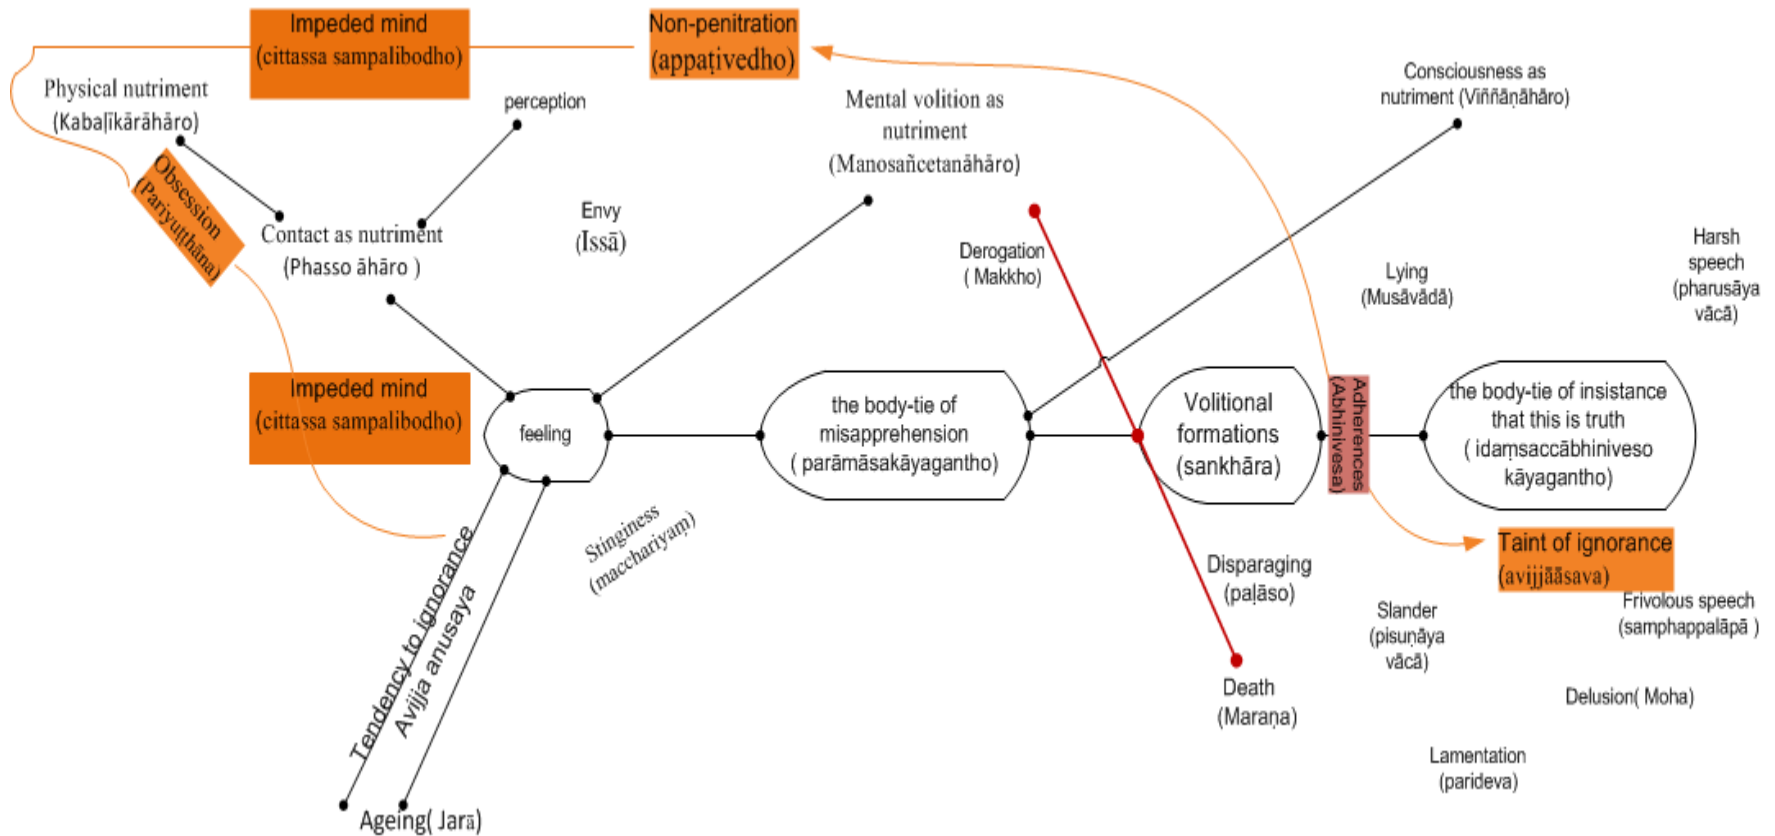 Impeded mind
(cittassa sampalibodho)
Non-penitration
(appaṭivedho)
Physical nutriment
(Kabaḷīkārāhāro)
perception
Mental volition as
nutriment
(Manosañcetanāhāro)
Consciousness as
nutriment (Viññāṇāhāro)
Obsession
(Pariyuṭṭhāna)
Contact as nutriment
(Phasso āhāro )
Envy
(Issā)
Derogation
( Makkho)
Lying
(Musāvādā)
Harsh
speech
(pharusāya
vācā)
Impeded mind
(cittassa sampalibodho)
feeling
the body-tie of
misapprehension
( parāmāsakāyagantho)
Volitional
formations
(sankhāra)
Adherences
(Abhinivesa)
the body-tie of insistance
that this is truth
( idaṃsaccābhiniveso
kāyagantho)
Tendency to ignorance
Avijja anusaya
Stinginess
(macchariyaṃ)
Disparaging
(paḷāso)
Taint of ignorance
(avijjāāsava)
Slander
(pisuṇāya
vācā)
Frivolous speech
(samphappalāpā )
Death
(Maraṇa)
Delusion( Moha)
Lamentation
(parideva)
Ageing( Jarā)